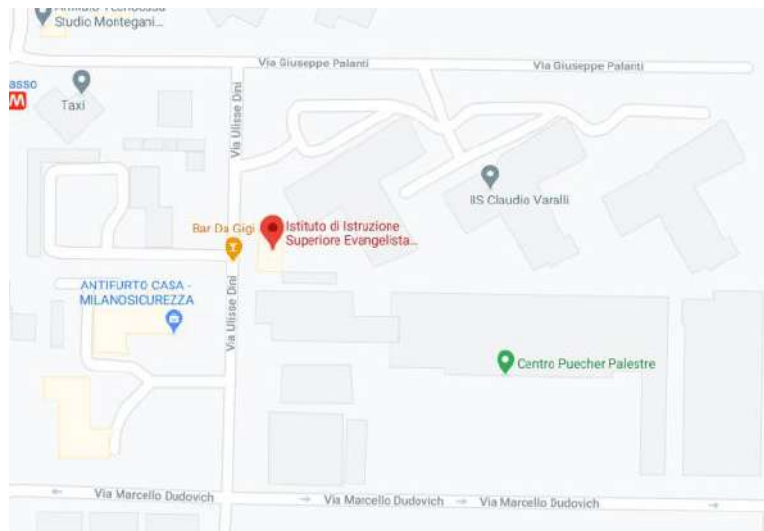 Studio Montegani...
Via Giuseppe Palanti
Via Giuseppe Palanti
asso
M
Taxi
Via Ulisse Dini
IIS Claudio Varalli
Bar Da Gigi
Istituto di Istruzione
Superiore Evangelista...
ANTIFURTO CASA -
MILANOSICUREZZA
Via Ulisse Dini
Centro Puecher Palestre
Via Marcello Dudovich
Via Marcello Dudovich
Via Marcello Dudovich